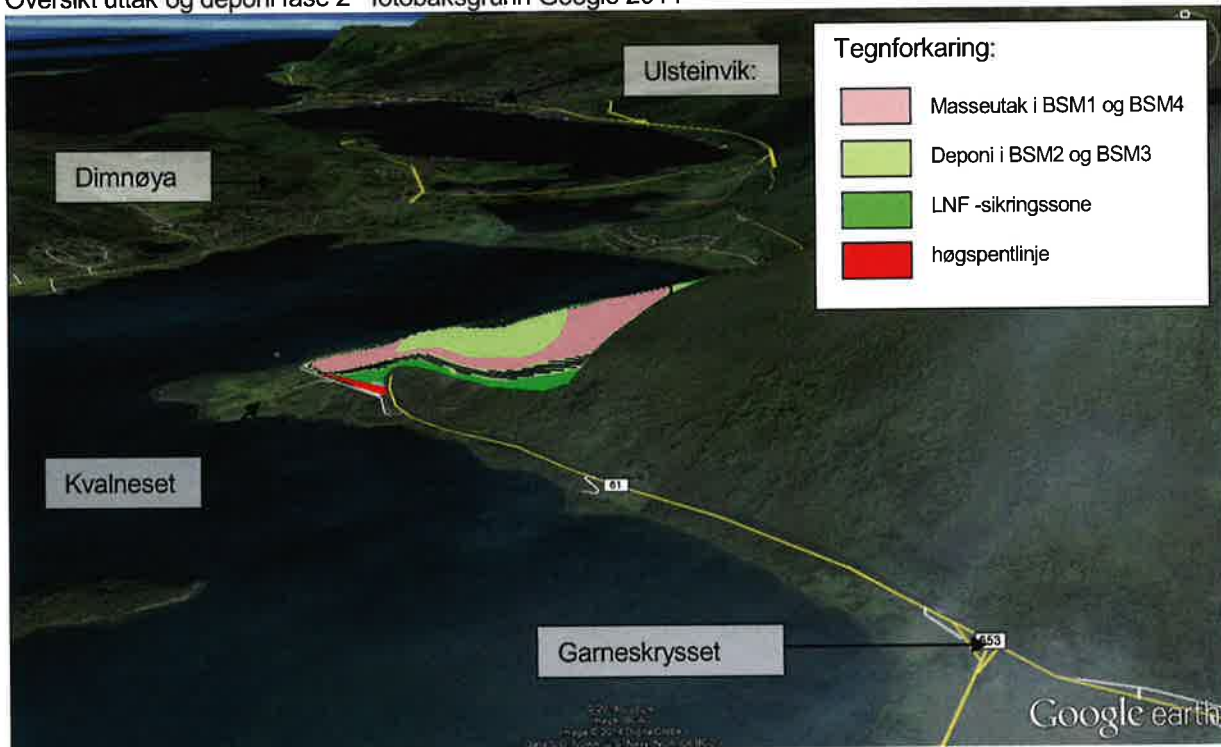 Oversikt uttak og deponi fase 2 - fotobaksgrunn Google 2014
Ulsteinvik:
Tegnforkaring:
Masseutak i BSM1 og BSM4
Deponi i BSM2 og BSM3
LNF -sikringssone
høgspentlinje
Dimnøya
Kvalneset
61
Garneskrysset
653
Google earth